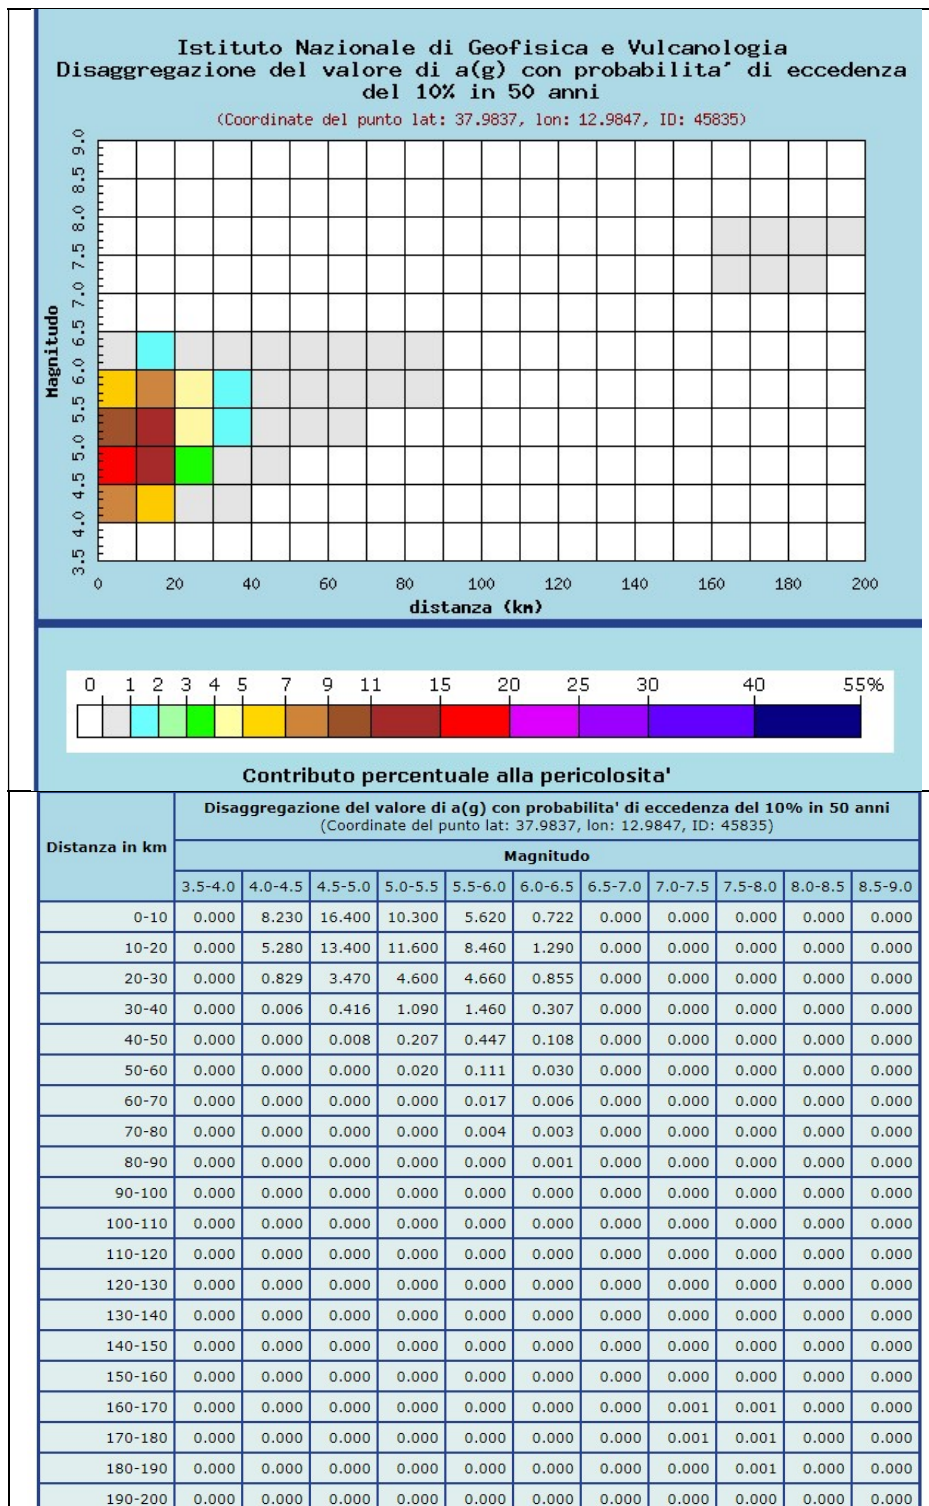 Istituto Nazionale di Geofisica e Vulcanologia
Disaggregazione del valore di a(g) con probabilita' di eccedenza
del 10% in 50 anni
(Coordinate del punto lat: 37.9837, lon: 12.9847, ID: 45835)
Magnitudo
9.0
8.5
8.0
7.5
7.0
6.5
6.0
5.5
5.0
4.5
4.0
3.5
0 20 40 60 80 100 120 140 160 180 200
distanza (km)
0 1 2 3 4 5 7 9 11 15 20 25 30 40 55%
Contributo percentuale alla pericolosita'
Distanza in km
Disaggregazione del valore di a(g) con probabilita' di eccedenza del 10% in 50 anni
(Coordinate del punto lat: 37.9837, lon: 12.9847, ID: 45835)
Magnitudo
3.5-4.0 4.0-4.5 4.5-5.0 5.0-5.5 5.5-6.0 6.0-6.5 6.5-7.0 7.0-7.5 7.5-8.0 8.0-8.5 8.5-9.0
0-10 0.000 8.230 16.400 10.300 5.620 0.722 0.000 0.000 0.000 0.000 0.000
10-20 0.000 5.280 13.400 11.600 8.460 1.290 0.000 0.000 0.000 0.000 0.000
20-30 0.000 0.829 3.470 4.600 4.660 0.855 0.000 0.000 0.000 0.000 0.000
30-40 0.000 0.006 0.416 1.090 1.460 0.307 0.000 0.000 0.000 0.000 0.000
40-50 0.000 0.000 0.008 0.207 0.447 0.108 0.000 0.000 0.000 0.000 0.000
50-60 0.000 0.000 0.000 0.020 0.111 0.030 0.000 0.000 0.000 0.000 0.000
60-70 0.000 0.000 0.000 0.000 0.017 0.006 0.000 0.000 0.000 0.000 0.000
70-80 0.000 0.000 0.000 0.000 0.004 0.003 0.000 0.000 0.000 0.000 0.000
80-90 0.000 0.000 0.000 0.000 0.000 0.001 0.000 0.000 0.000 0.000 0.000
90-100 0.000 0.000 0.000 0.000 0.000 0.000 0.000 0.000 0.000 0.000 0.000
100-110 0.000 0.000 0.000 0.000 0.000 0.000 0.000 0.000 0.000 0.000 0.000
110-120 0.000 0.000 0.000 0.000 0.000 0.000 0.000 0.000 0.000 0.000 0.000
120-130 0.000 0.000 0.000 0.000 0.000 0.000 0.000 0.000 0.000 0.000 0.000
130-140 0.000 0.000 0.000 0.000 0.000 0.000 0.000 0.000 0.000 0.000 0.000
140-150 0.000 0.000 0.000 0.000 0.000 0.000 0.000 0.000 0.000 0.000 0.000
150-160 0.000 0.000 0.000 0.000 0.000 0.000 0.000 0.000 0.000 0.000 0.000
160-170 0.000 0.000 0.000 0.000 0.000 0.000 0.000 0.001 0.001 0.000 0.000
170-180 0.000 0.000 0.000 0.000 0.000 0.000 0.000 0.001 0.001 0.000 0.000
180-190 0.000 0.000 0.000 0.000 0.000 0.000 0.000 0.000 0.001 0.000 0.000
190-200 0.000 0.000 0.000 0.000 0.000 0.000 0.000 0.000 0.000 0.000 0.000